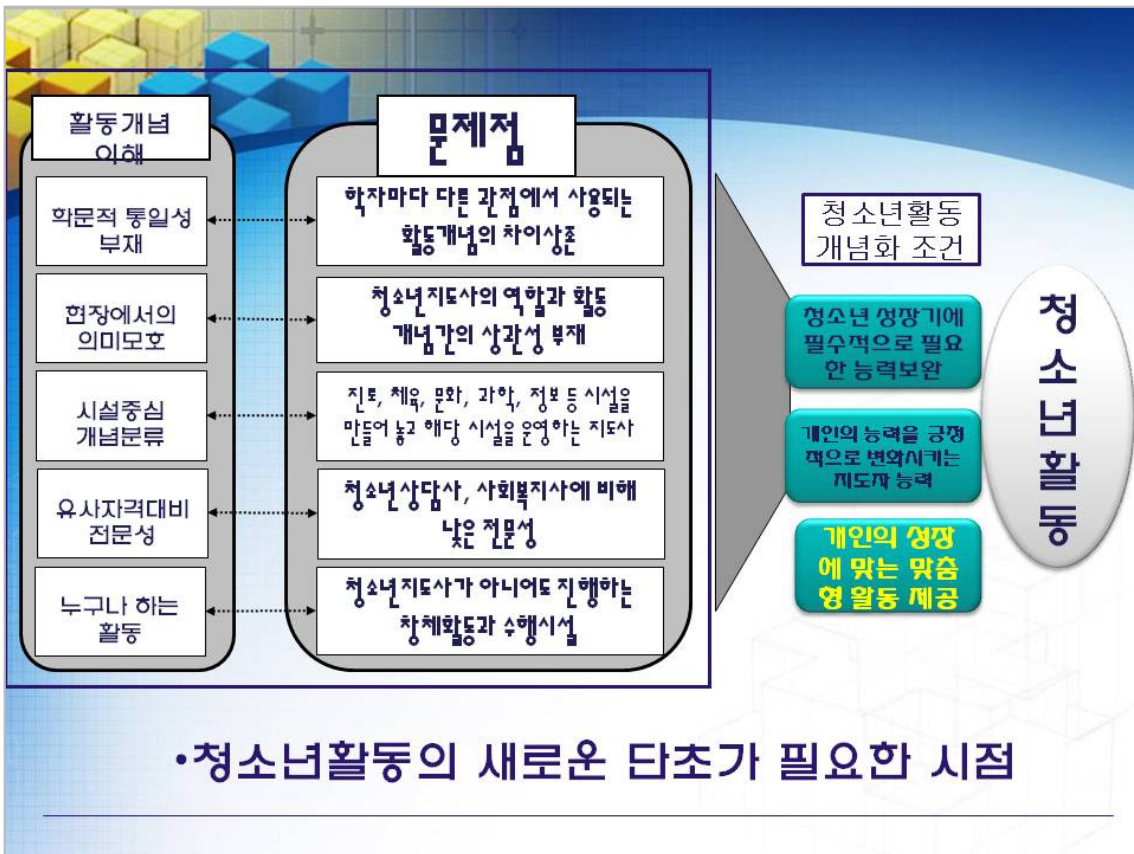 활동개념
이해
문제점
학문적 통일성
부재
학자마다 다른 관점에서 사용되는
활동개념의 차이상존
현장에서의
의미모호
청소년지도사의 역할과 활동
개념간의 상관성 부재
시설중심
개념분류
진로, 체육, 문화, 과학, 정보 등 시설을
만들어 놓고 해당 시설을 운영하는 지도사
유사자격대비
전문성
청소년상담사, 사회복지사에 비해
낮은 전문성
누구나 하는
활동
청소년지도사가 아니어도 진행하는
창체활동과 수행시설
청소년활동
개념화 조건
청소년 성장기에
필수적으로 필요
한 능력보완
개인의 능력을 긍정
적으로 변화시키는
지도자 능력
개인의 성장
에 맞는 맞춤
형 활동 제공
청
소
년
활
동
•청소년활동의 새로운 단초가 필요한 시점